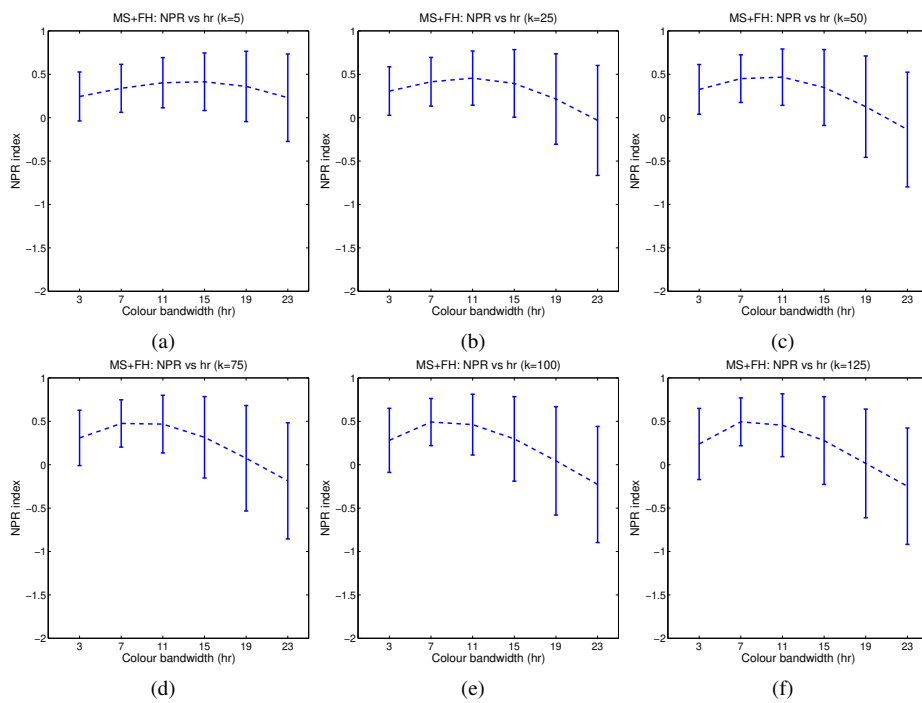 MS+FH: NPR vs hr (k=5)
1
0.5
0
−0.5
−1
−1.5
−2
NPR index
3 7 11 15 19 23
Colour bandwidth (hr)
(a)
MS+FH: NPR vs hr (k=25)
1
0.5
0
−0.5
−1
−1.5
−2
NPR index
3 7 11 15 19 23
Colour bandwidth (hr)
(b)
MS+FH: NPR vs hr (k=50)
1
0.5
0
−0.5
−1
−1.5
−2
NPR index
3 7 11 15 19 23
Colour bandwidth (hr)
(c)
MS+FH: NPR vs hr (k=75)
1
0.5
0
−0.5
−1
−1.5
−2
NPR index
3 7 11 15 19 23
Colour bandwidth (hr)
(d)
MS+FH: NPR vs hr (k=100)
1
0.5
0
−0.5
−1
−1.5
−2
NPR index
3 7 11 15 19 23
Colour bandwidth (hr)
(e)
MS+FH: NPR vs hr (k=125)
1
0.5
0
−0.5
−1
−1.5
−2
NPR index
3 7 11 15 19 23
Colour bandwidth (hr)
(f)